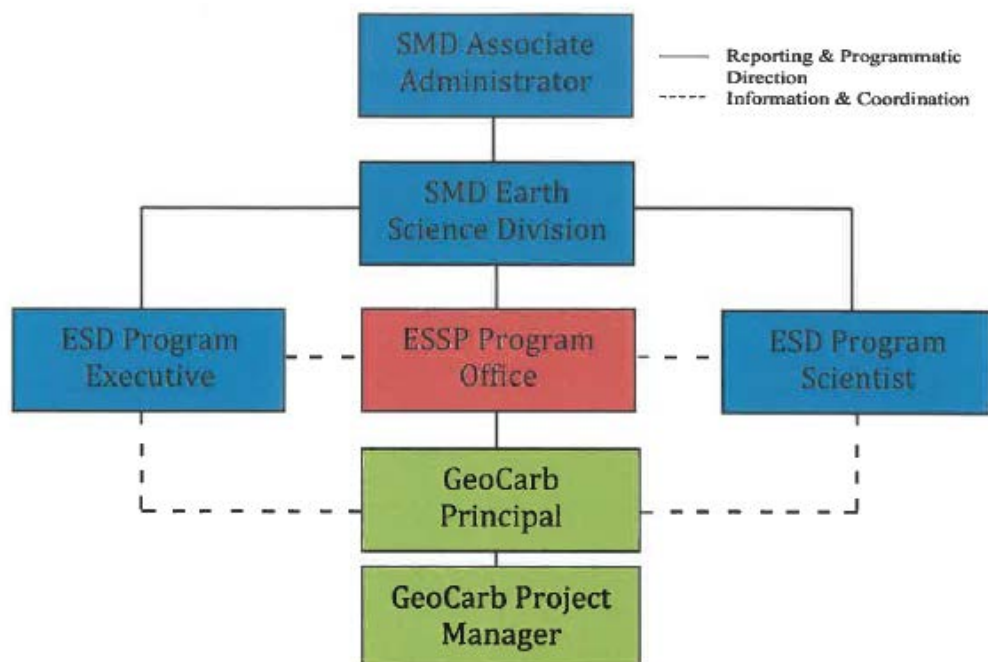 SMD Associate
Administrator
Reporting & Programmatic
Direction
Information & Coordination
SMD Earth
Science Division
ESD Program
Executive
ESSP Program
Office
ESD Program
Scientist
GeoCarb
Principal
GeoCarb Project
Manager